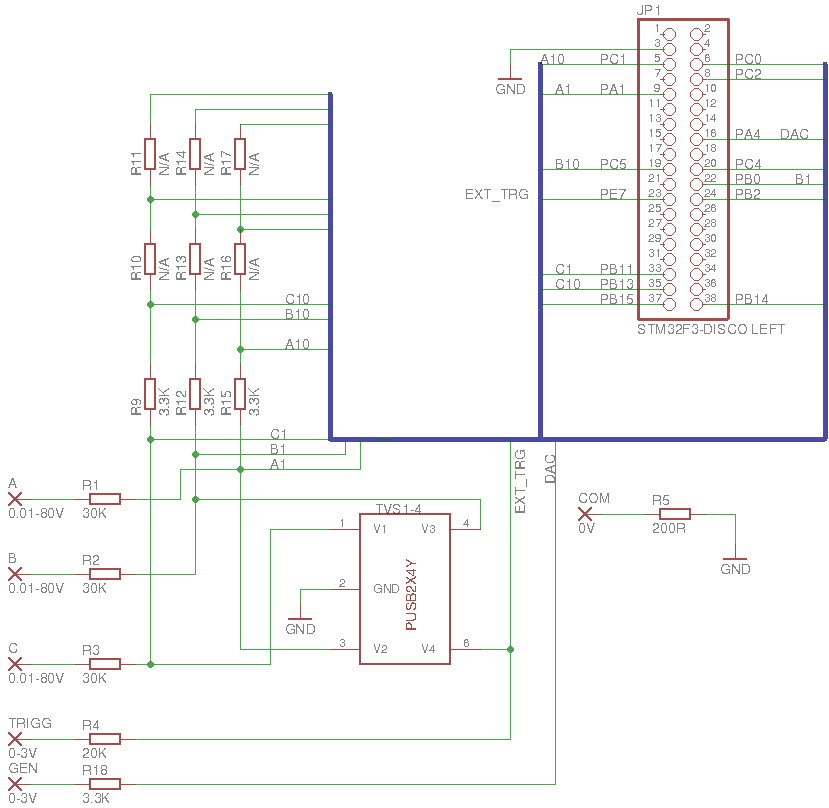 JP1
1 2
3 4
A10 PC1 5 6 PC0
7 8 PC2
GND A1 PA1 9 10
11 12
13 14
15 16 PA4 DAC
R11 N/A R14 N/A R17 N/A
17 18
B10 PC5 19 20 PC4
21 22 PB0 B1
EXT_TRG PE7 23 24 PB2
25 26
27 28
29 30
31 32
R10 N/A R13 N/A R16 N/A
C1 PB11 33 34
C10 PB13 35 36
C10 PB15 37 38 PB14
B10
STM32F3-DISCO LEFT
A10
R9 3.3K R12 3.3K R15 3.3K
C1
B1
A1
EXT_TRG
DAC
A R1
0.01-80V 30K
COM R5
0V 200R
TVS1-4
1 V1 V3 4
PUSB2X4Y
B R2
0.01-80V 30K
2 GND
GND
GND
3 V2 V4 6
C R3
0.01-80V 30K
TRIGG R4
0-3V 20K
GEN R18
0-3V 3.3K